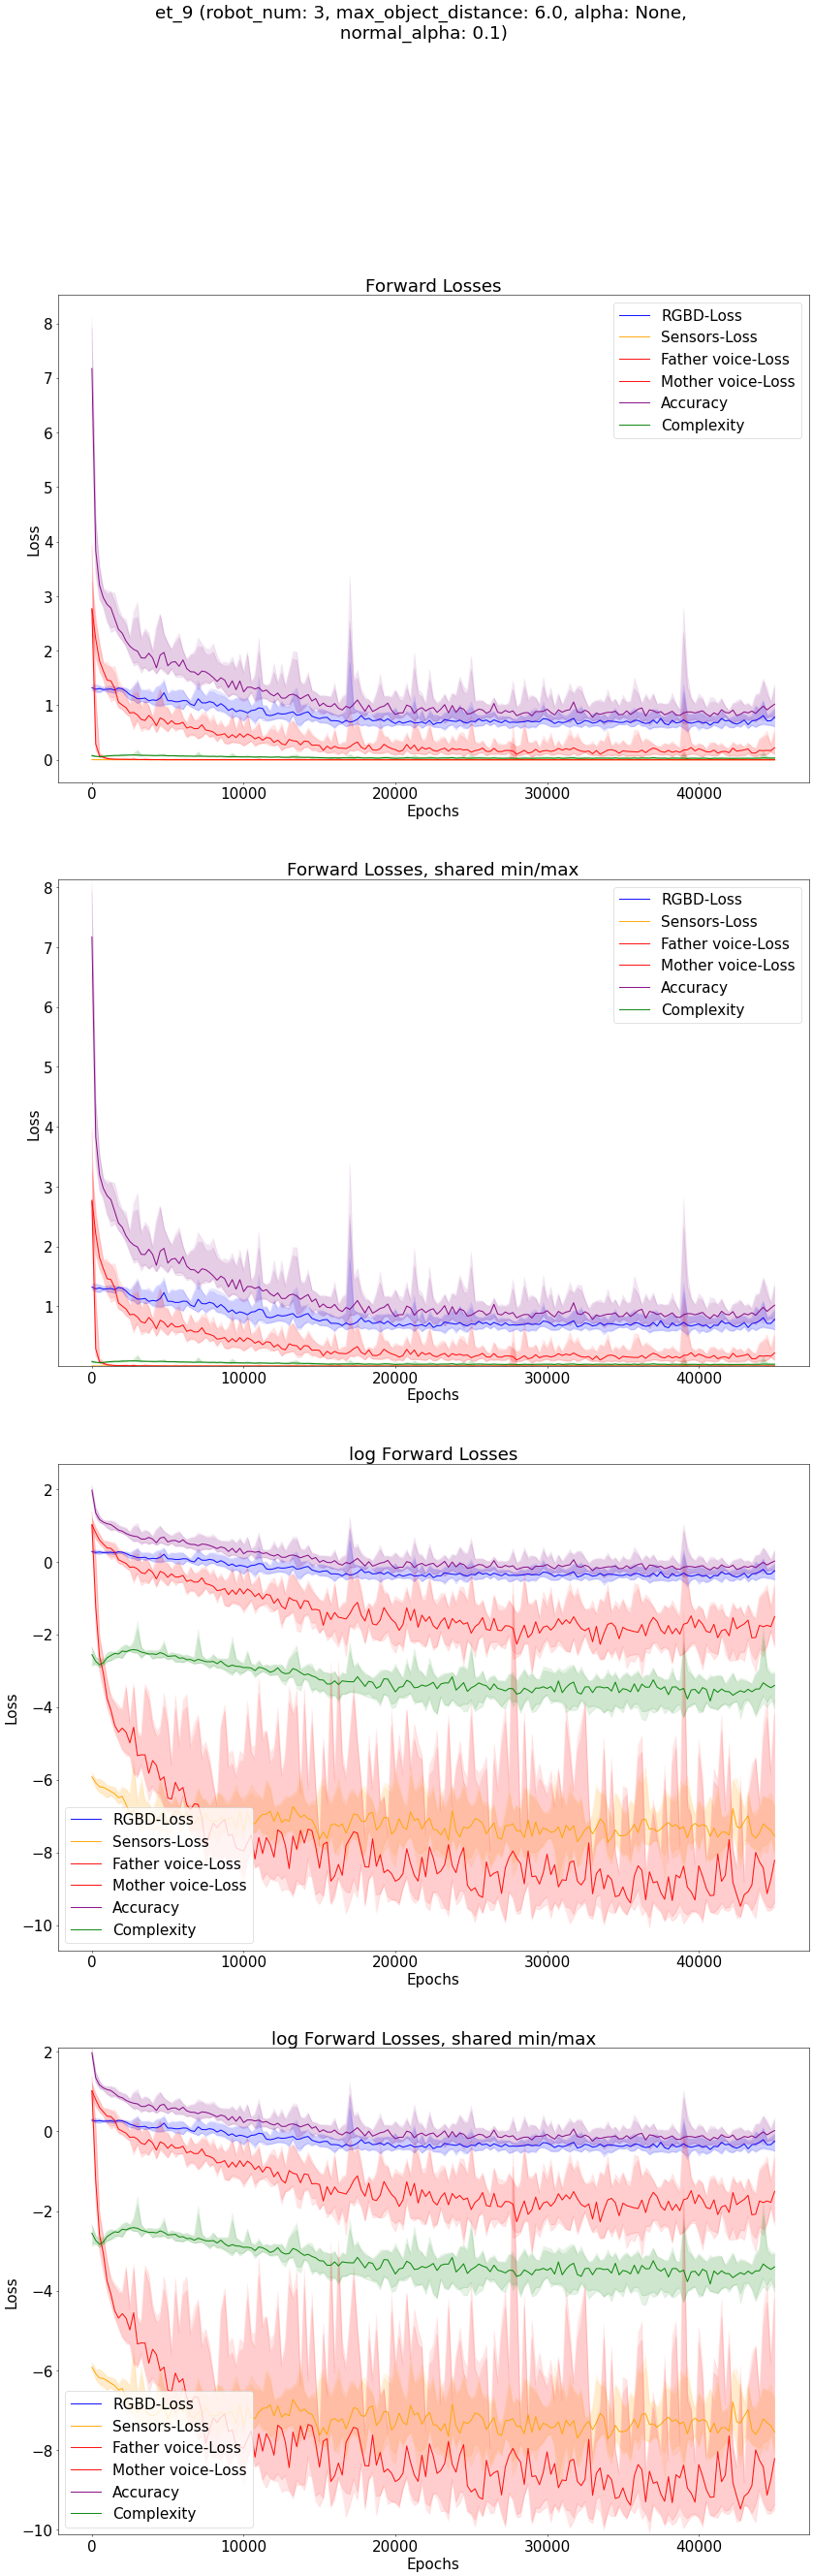 et_9 (robot_num: 3, max_object_distance: 6.0, alpha: None,
normal_alpha: 0.1)
Forward Losses
RGBD-Loss
Sensors-Loss
Father voice-Loss
Mother voice-Loss
Accuracy
Complexity
8
7
6
5
4
3
2
1
0
Loss
0 10000 20000 30000 40000
Epochs
Forward Losses, shared min/max
RGBD-Loss
Sensors-Loss
Father voice-Loss
Mother voice-Loss
Accuracy
Complexity
8
7
6
5
4
3
2
1
Loss
0 10000 20000 30000 40000
Epochs
log Forward Losses
2
0
−2
−4
−6
−8
−10
Loss
RGBD-Loss
Sensors-Loss
Father voice-Loss
Mother voice-Loss
Accuracy
Complexity
0 10000 20000 30000 40000
Epochs
log Forward Losses, shared min/max
2
0
−2
−4
−6
−8
−10
Loss
RGBD-Loss
Sensors-Loss
Father voice-Loss
Mother voice-Loss
Accuracy
Complexity
0 10000 20000 30000 40000
Epochs